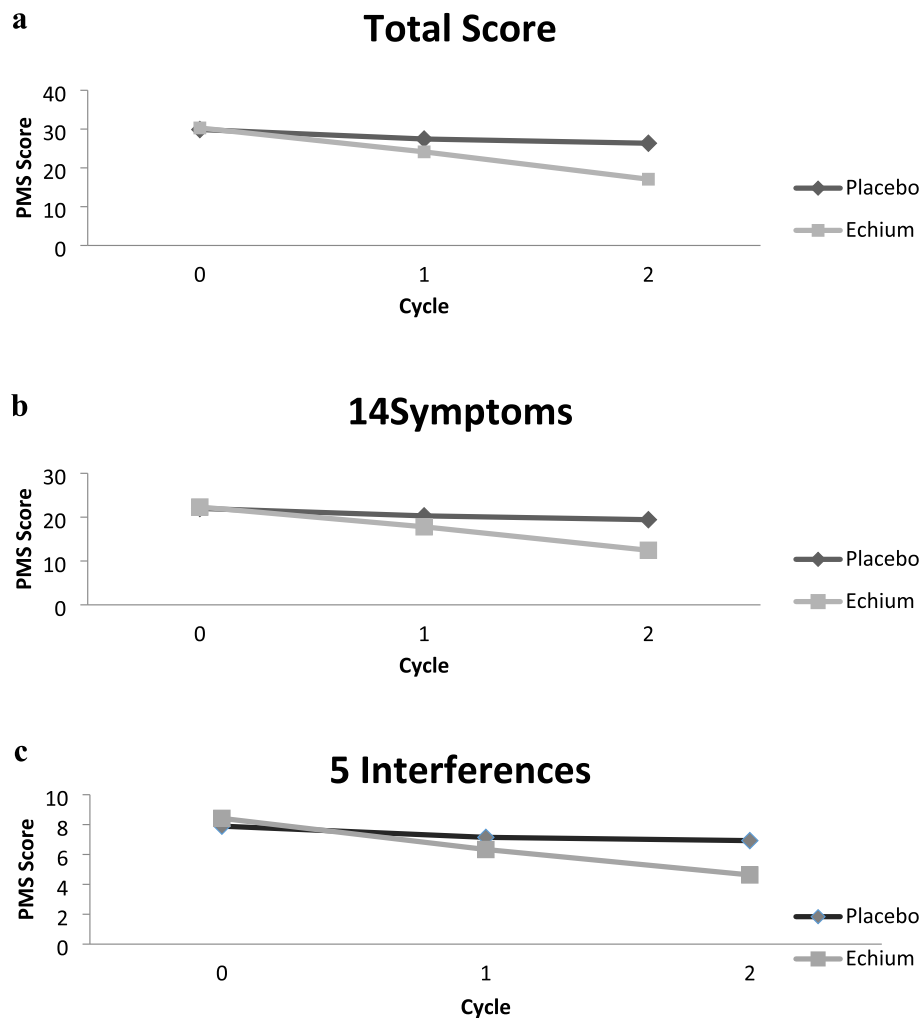 a
Total Score
PMS Score
40
30
20
10
0
0 1 2
Cycle
Placebo
Echium
b
14Symptoms
PMS Score
30
20
10
0
0 1 2
Cycle
Placebo
Echium
c
5 Interferences
PMS Score
10
8
6
4
2
0
0 1 2
Cycle
Placebo
Echium